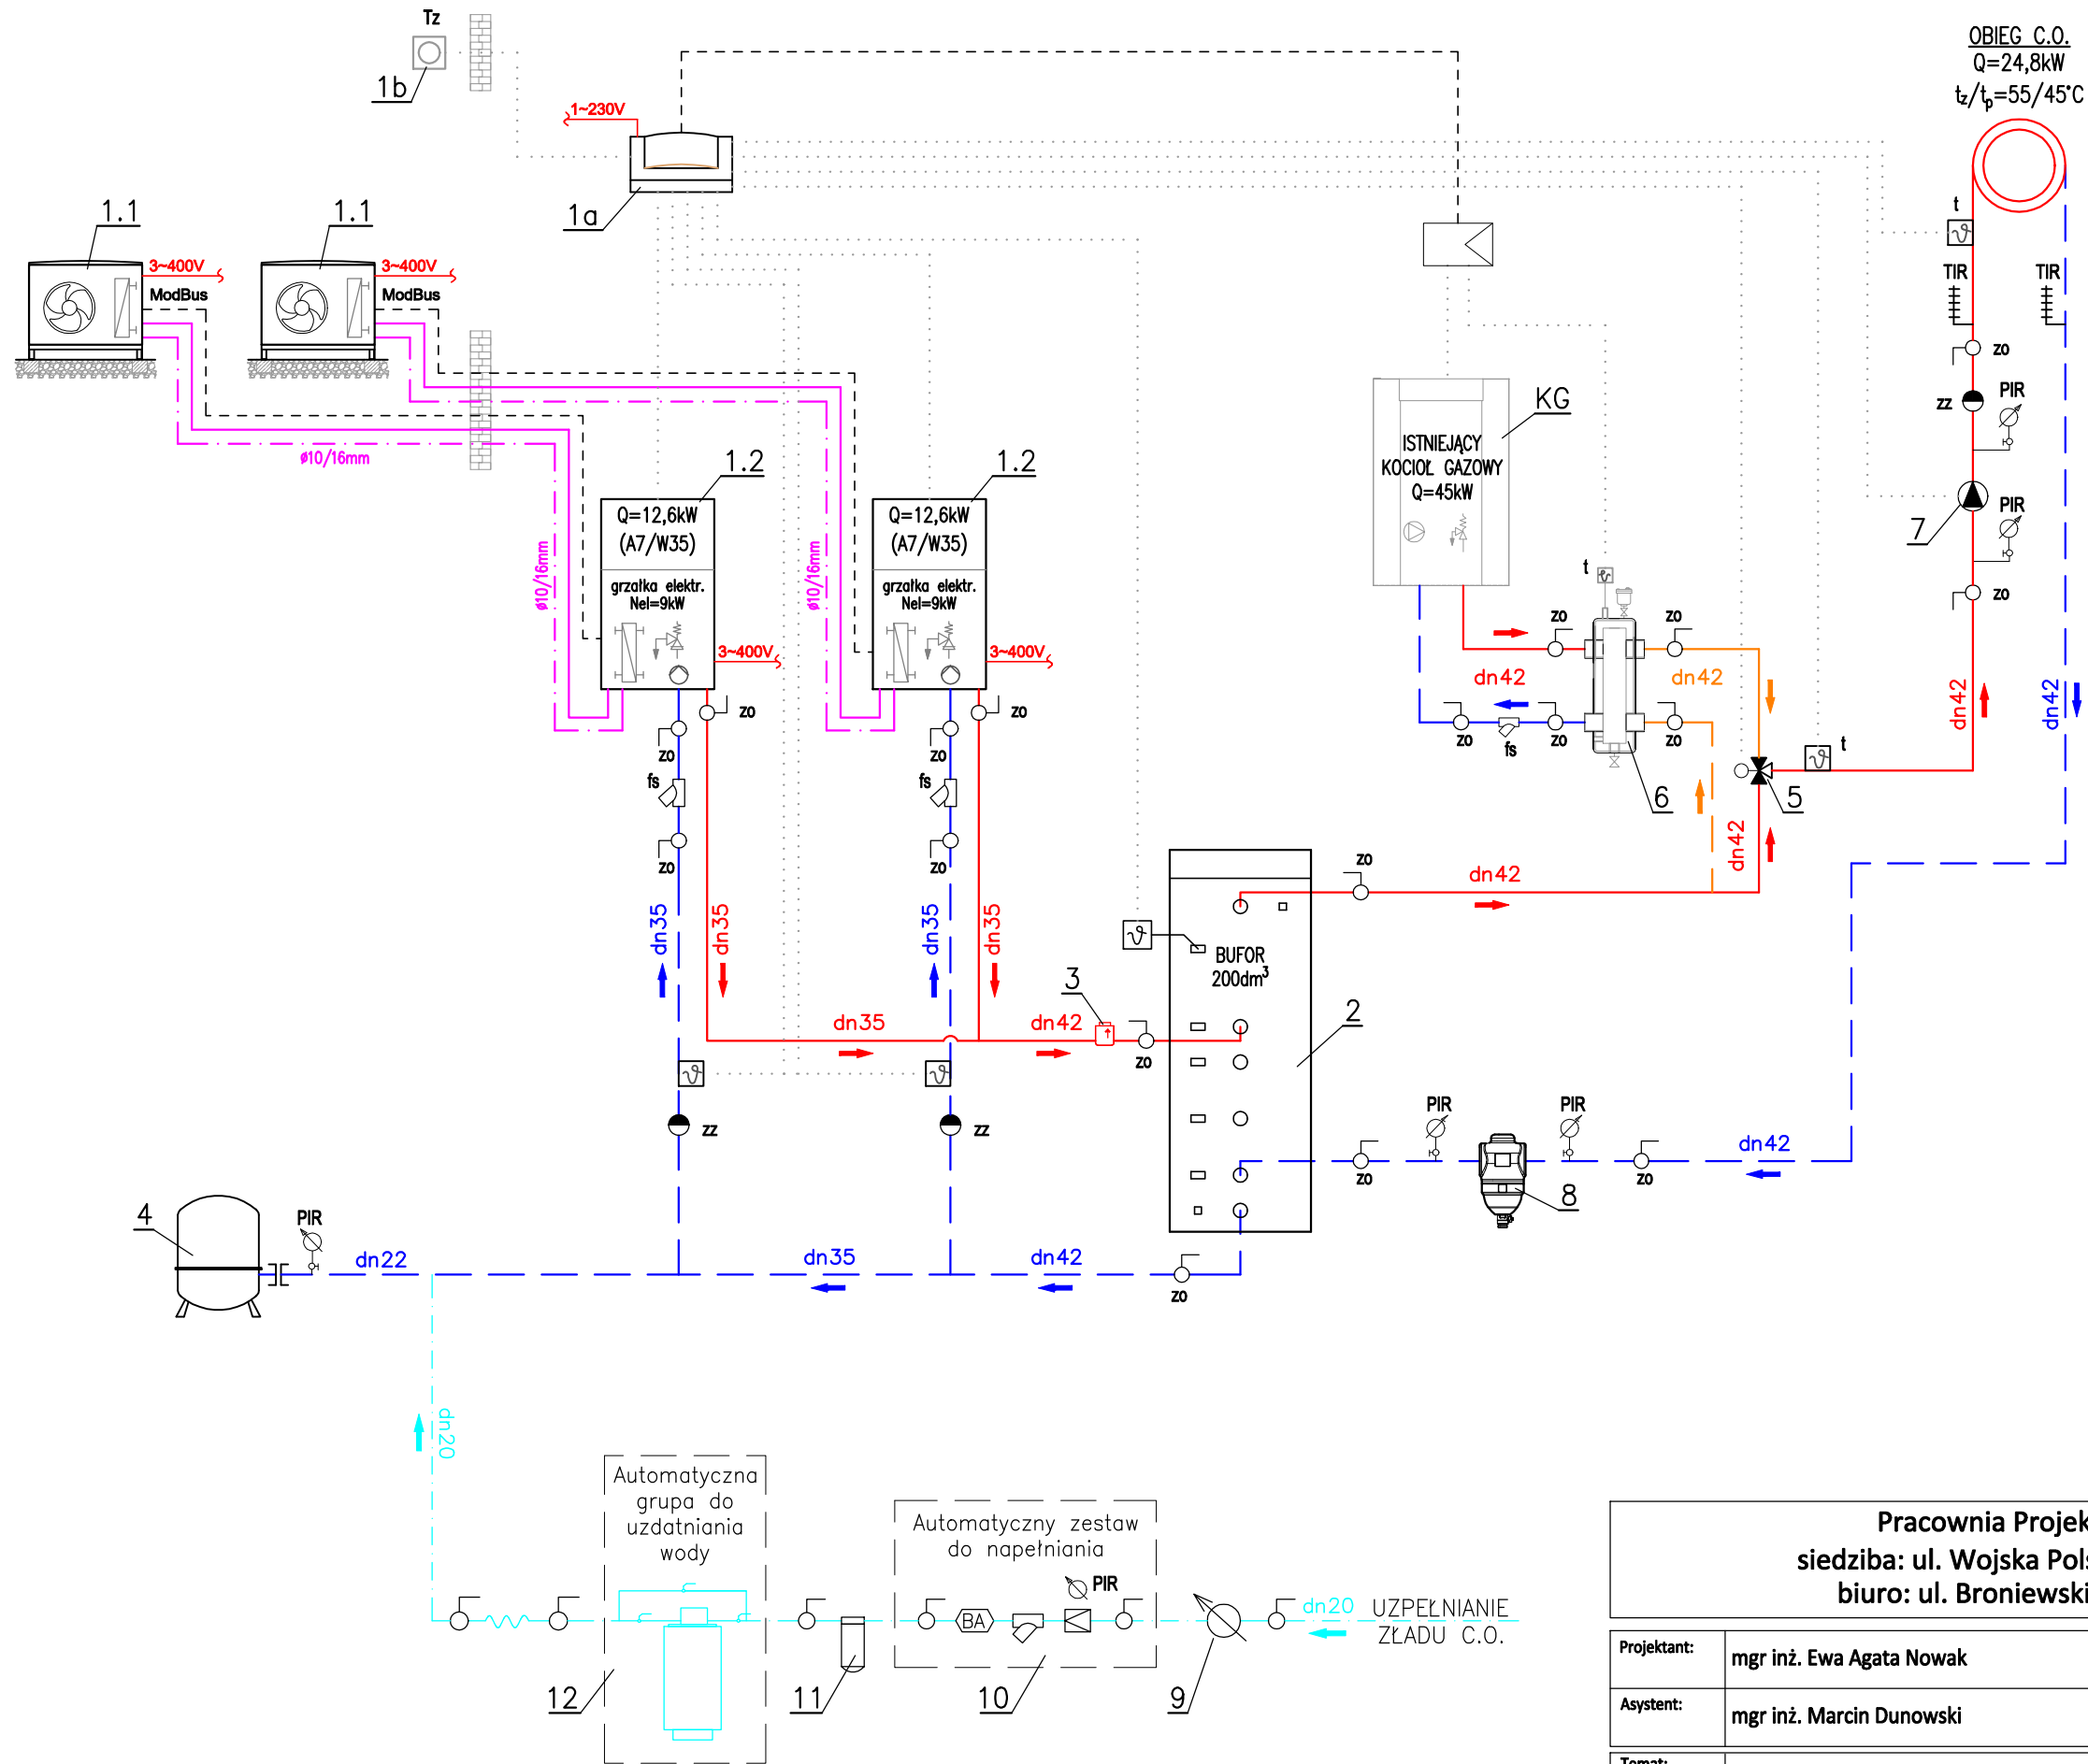 Tz
1b
1~230V
1a
OBIEG C.O.
Q=24,8kW
tz/tp=55/45°C
1.1
1.1
3~400V
3~400V
ModBus
ModBus
t
TIR
TIR
zo
zz
PIR
ø10/16mm
KG
ISTNIEJĄCY
KOCIOŁ GAZOWY
Q=45kW
1.2
1.2
Q=12,6kW
(A7/W35)
Q=12,6kW
(A7/W35)
PIR
7
ø10/16mm
ø10/16mm
grzałka elektr.
Nel=9kW
grzałka elektr.
Nel=9kW
t
zo
3~400V
3~400V
zo
zo
dn42
dn42
dn42
dn42
zo
zo
zo
fs
zo
zo
t
zo
zo
fs
fs
6
5
zo
zo
dn42
zo
dn42
dn35
dn35
dn35
dn35
BUFOR
200dm³
3
2
dn35
dn42
zo
zz
zz
PIR
PIR
dn42
zo
zo
8
4
PIR
dn22
dn35
dn42
zo
dn20
Automatyczna
grupa do
uzdatniania
wody
Automatyczny zestaw
do napełniania
PIR
BA
dn20
UZPEŁNIANIE
ZŁADU C.O.
12
11
10
9
Pracownia Projek
siedziba: ul. Wojska Pols
biuro: ul. Broniewski
Projektant:
mgr inż. Ewa Agata Nowak
Asystent:
mgr inż. Marcin Dunowski
Temat: